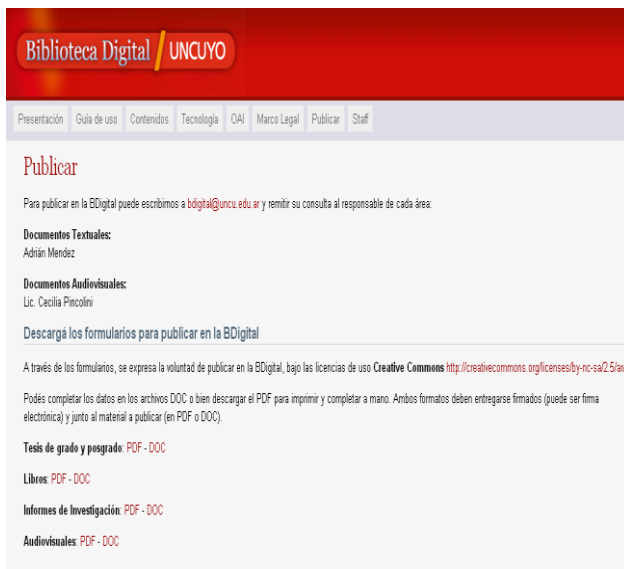 Biblioteca Digital / UNCUYO
Presentación Guía de uso Contenidos Tecnología OAI Marco Legal Publicar Staff
Publicar
Para publicar en la BDigital puede escribirnos a bdigital@uncu.edu.ar y remitir su consulta al responsable de cada área:
Documentos Textuales:
Adrián Mendez
Documentos Audiovisuales:
Lic. Cecilia Pincolini
Descargá los formularios para publicar en la BDigital
A través de los formularios, se expresa la voluntad de publicar en la BDigital, bajo las licencias de uso Creative Commons http://creativecommons.org/licenses/by-nc-sa/2.5/ar
Podés completar los datos en los archivos DOC o bien descargar el PDF para imprimir y completar a mano. Ambos formatos deben entregarse firmados (puede ser firma
electrónica) y junto al material a publicar (en PDF o DOC).
Tesis de grado y posgrado: PDF - DOC
Libros: PDF - DOC
Informes de Investigación: PDF - DOC
Audiovisuales: PDF - DOC